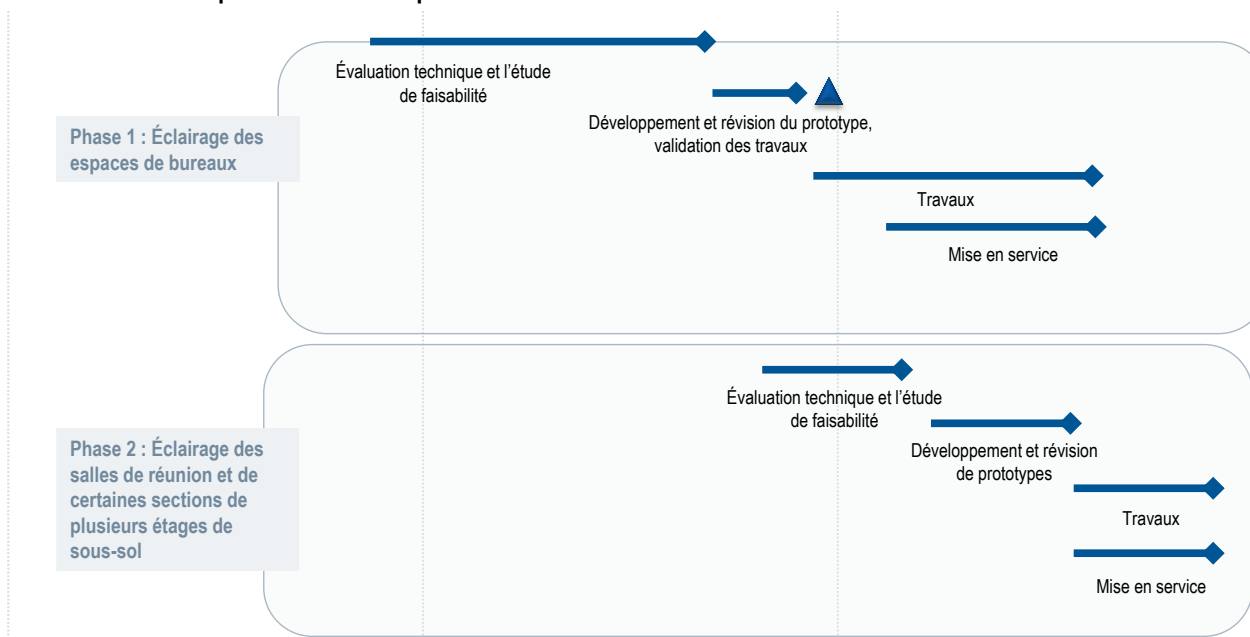 Évaluation technique et l'étude
de faisabilité
Développement et révision du prototype,
validation des travaux
Phase 1 : Éclairage des
espaces de bureaux
Travaux
Mise en service
Évaluation technique et l'étude
de faisabilité
Développement et révision
de prototypes
Phase 2 : Éclairage des
salles de réunion et de
certaines sections de
plusieurs étages de
sous-sol
Travaux
Mise en service